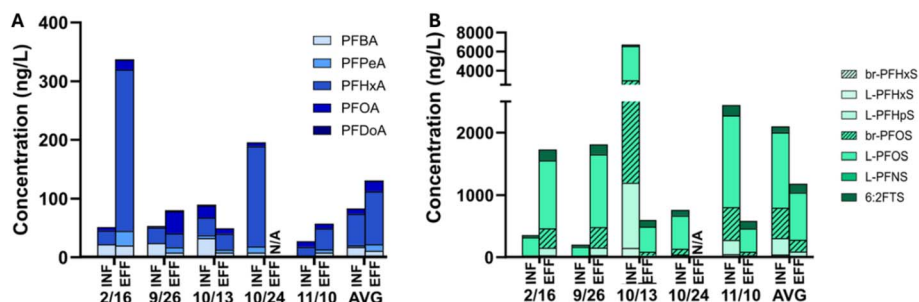 A
Concentration (ng/L)
400
300
200
100
0
PFBA
PFPeA
PFHxA
PFOA
PFDoA
INF EFF INF EFF INF EFF INF EFF N/A INF EFF INF EFF
2/16 9/26 10/13 10/24 11/10 AVG
B
Concentration (ng/L)
8000
6000
4000
2000
1000
0
br-PFHxS
L-PFHxS
L-PFHpS
br-PFOS
L-PFOS
L-PFNS
6:2FTS
INF EFF INF EFF INF EFF INF EFF N/A INF EFF INF EFF
2/16 9/26 10/13 10/24 11/10 AVG